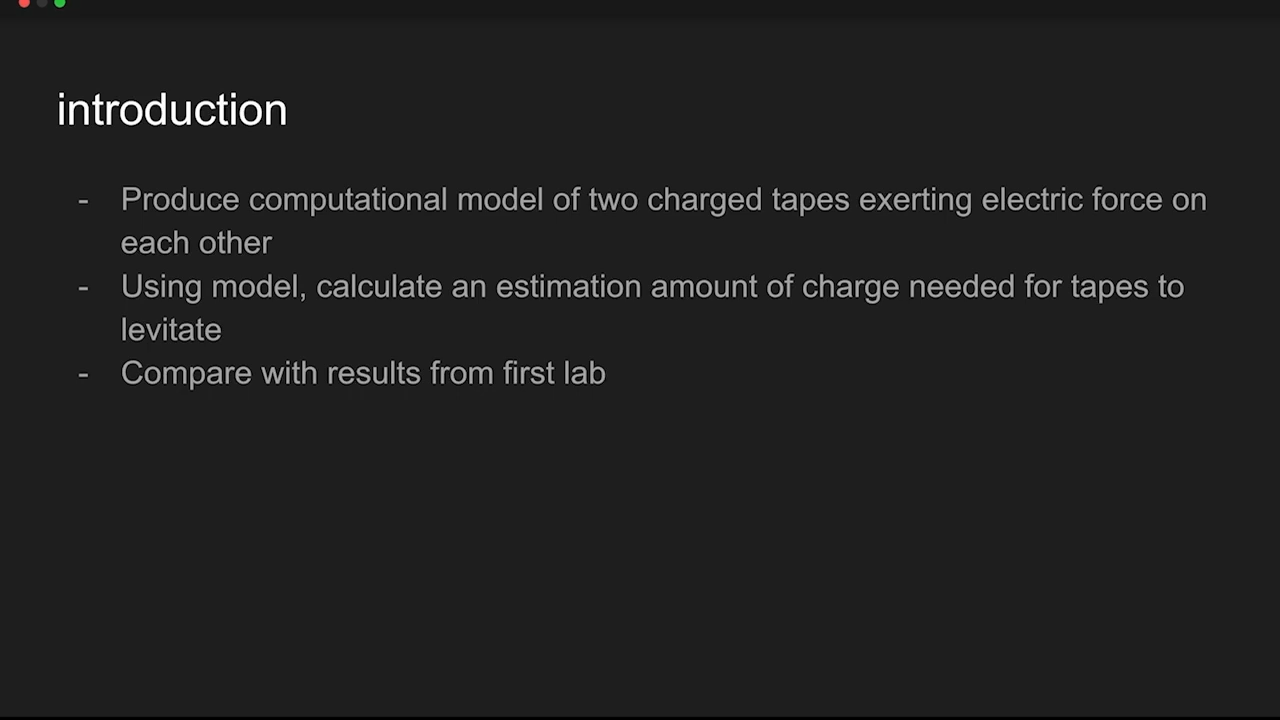 introduction
- Produce computational model of two charged tapes exerting electric force on
each other
- Using model, calculate an estimation amount of charge needed for tapes to
levitate
- Compare with results from first lab